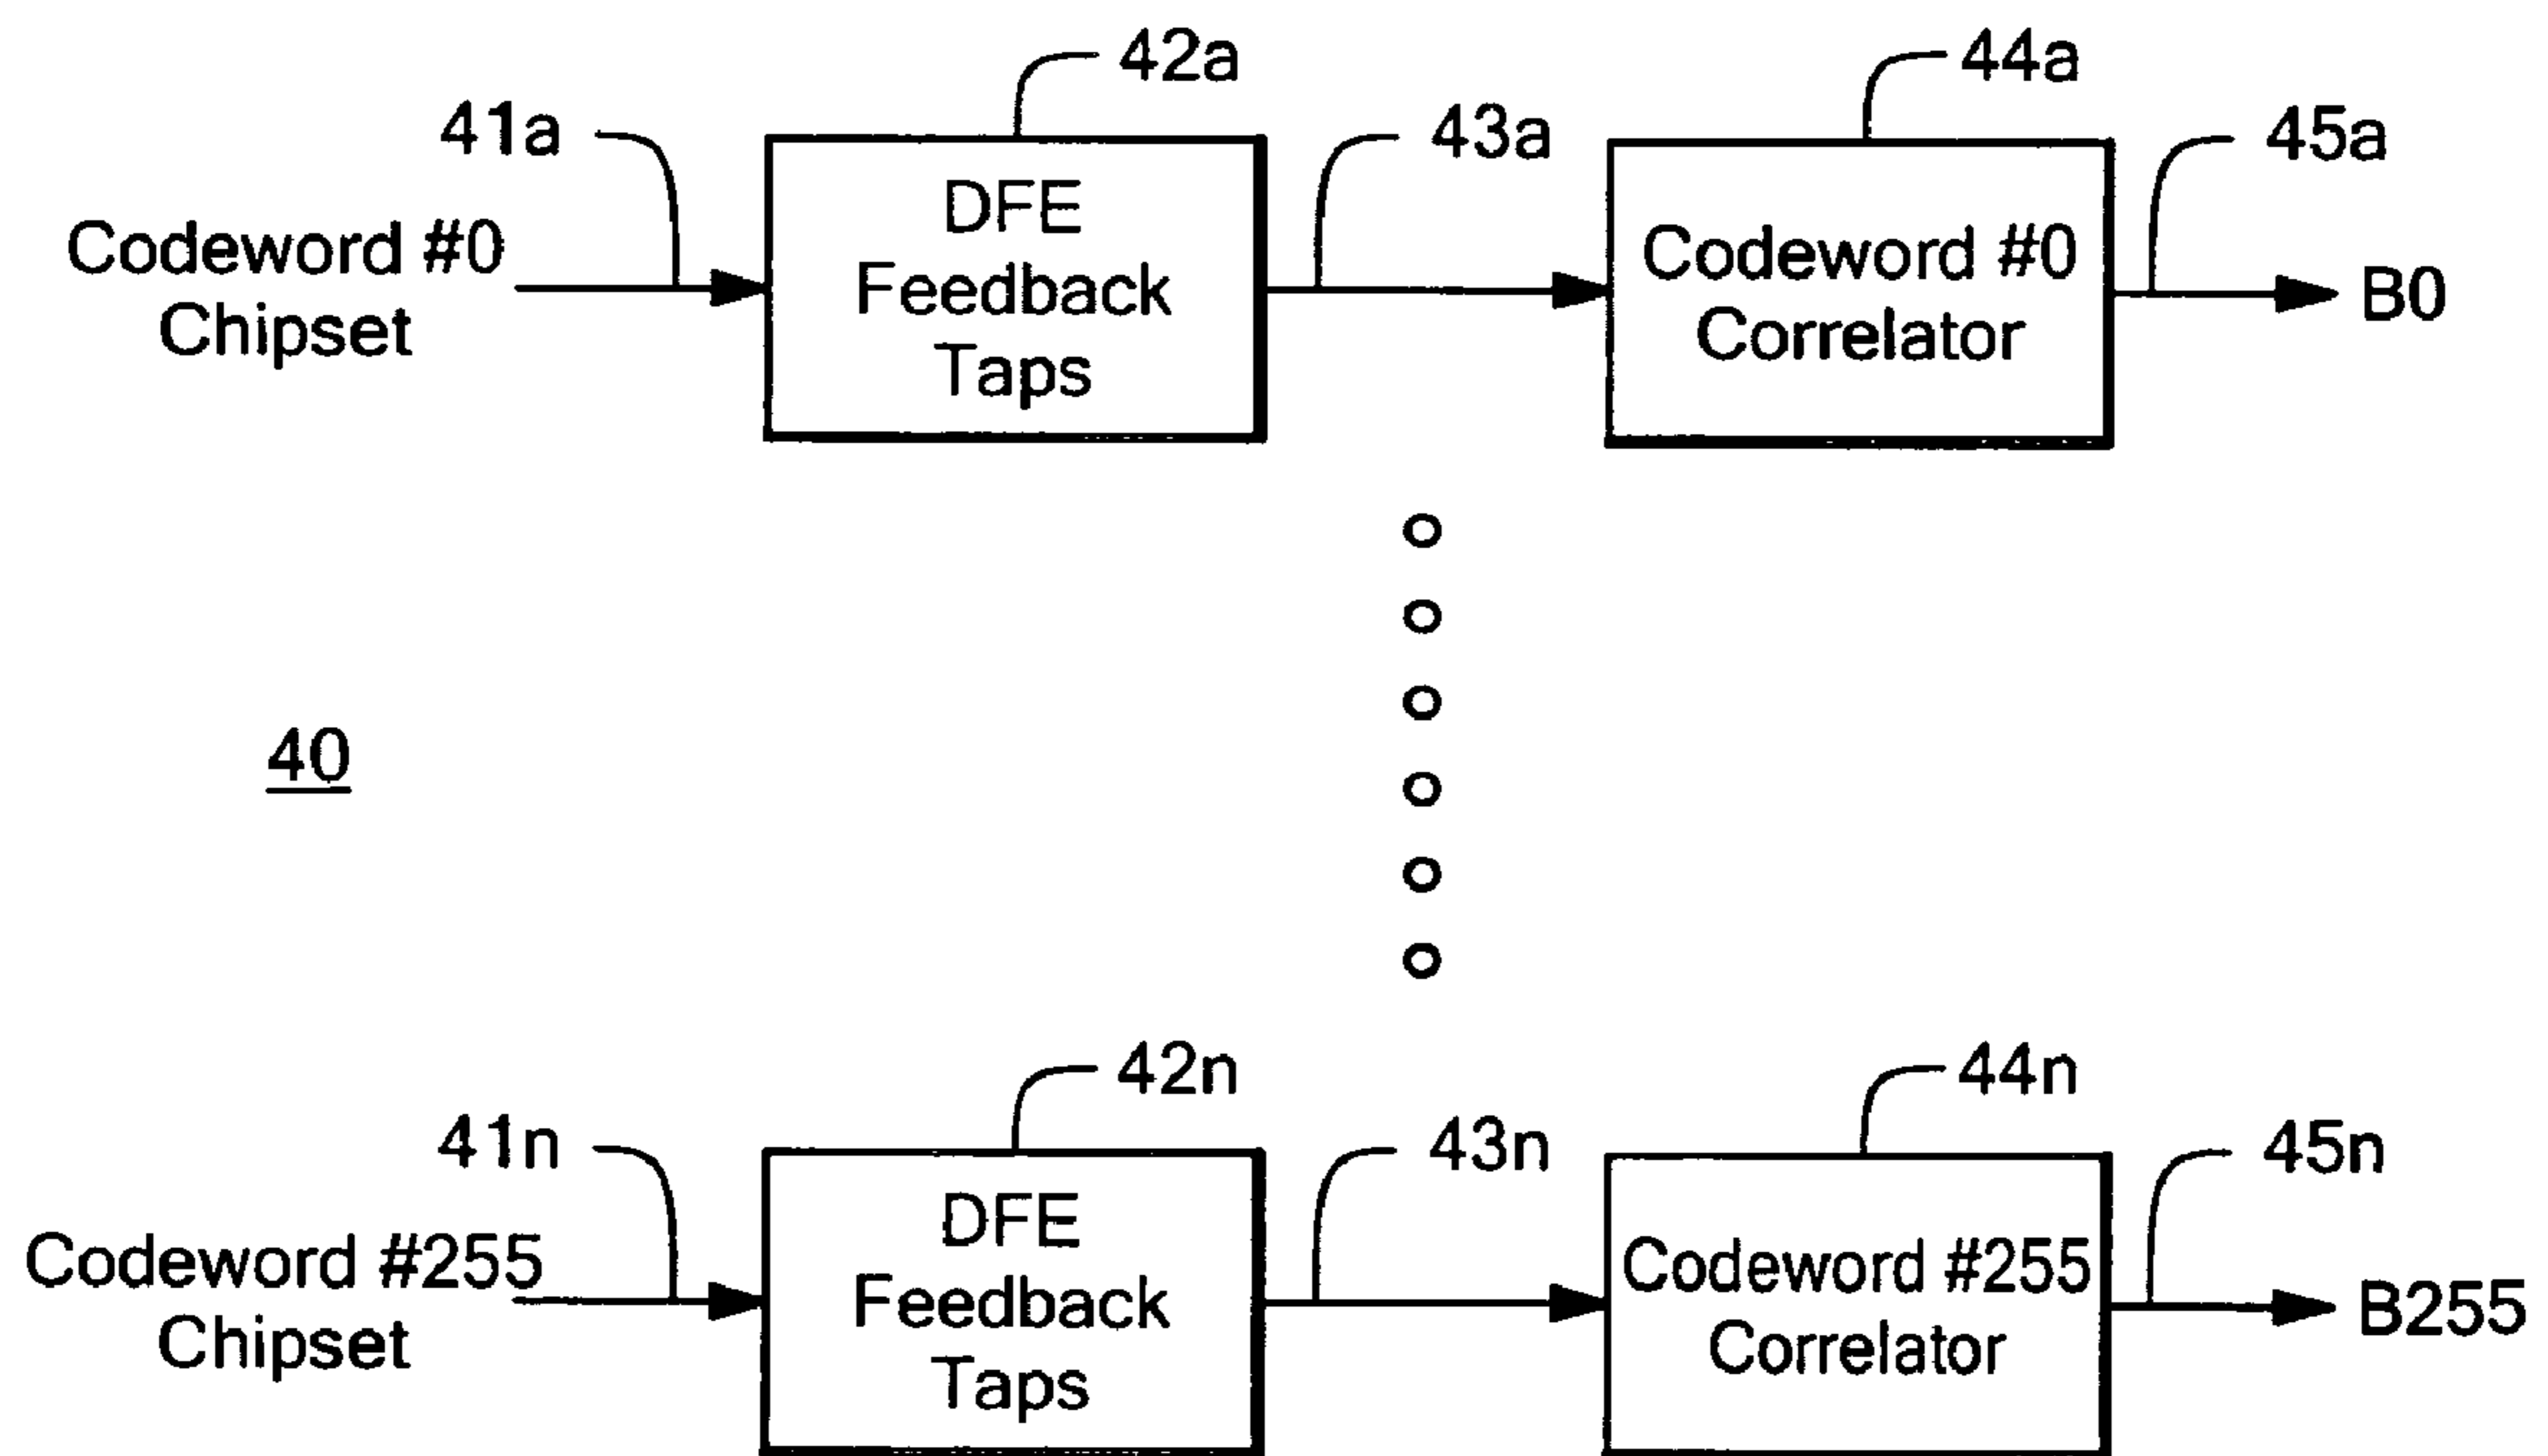 42a
44a
41a
43a
45a
Codeword #0
Chipset
DFE
Feedback
Taps
Codeword #0
Correlator
B0
40
42n
44n
41n
43n
45n
Codeword #255
Chipset
DFE
Feedback
Taps
Codeword #255
Correlator
B255